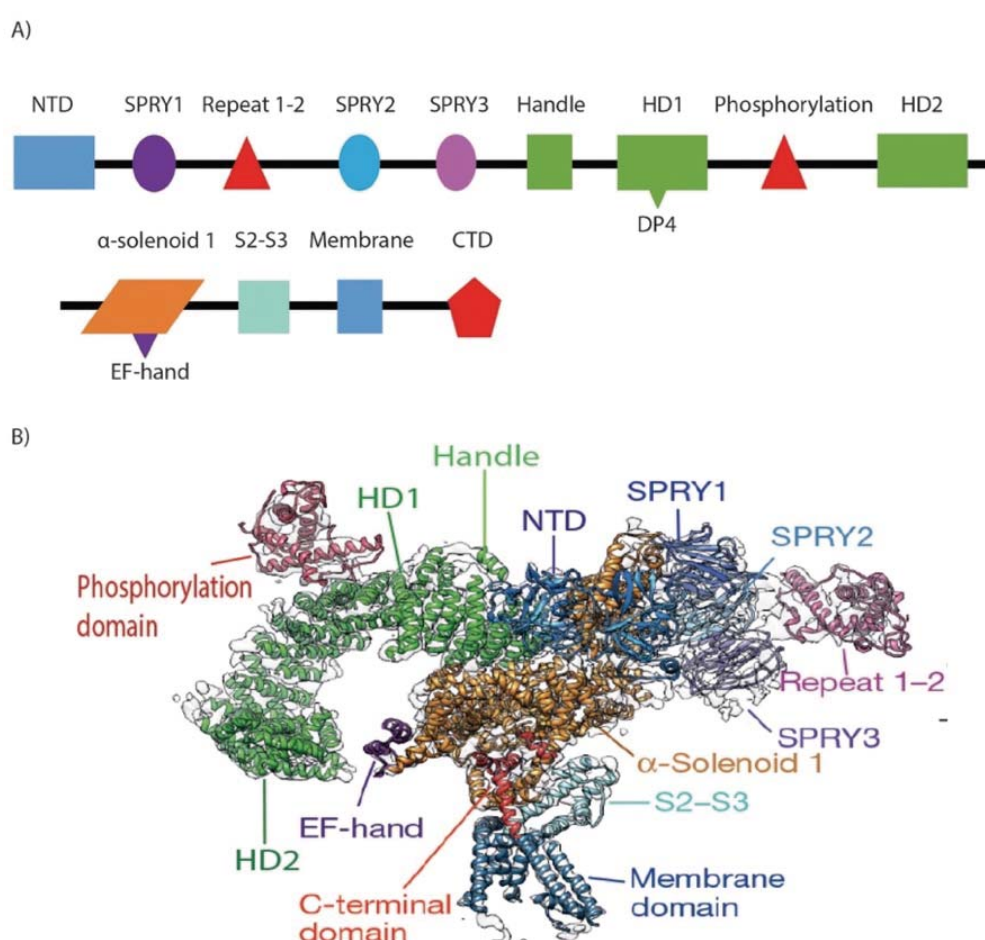 A)
NTD SPRY1 Repeat 1-2 SPRY2 SPRY3 Handle HD1 Phosphorylation HD2
DP4
α-solenoid 1 S2-S3 Membrane CTD
EF-hand
B)
Handle
HD1
SPRY1
NTD
SPRY2
Phosphorylation
domain
Repeat 1–2
SPRY3
α-Solenoid 1
S2–S3
EF-hand
HD2
Membrane
domain
C-terminal
domain